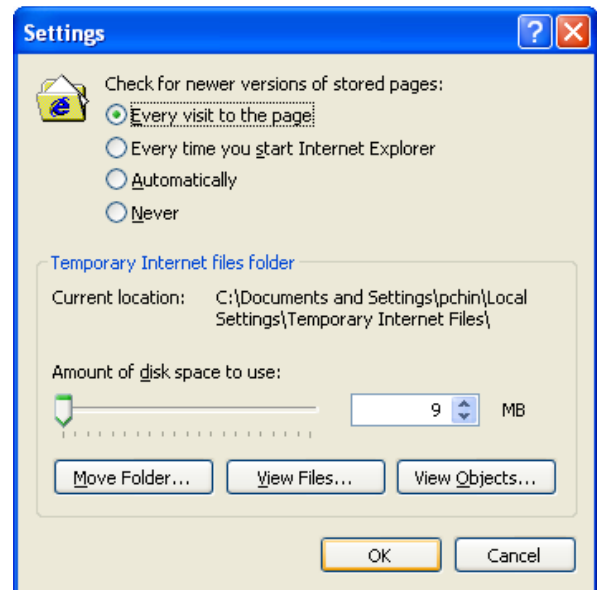 Settings
Check for newer versions of stored pages:
Every visit to the page
Every time you start Internet Explorer
Automatically
Never
Temporary Internet files folder
Current location: C:\Documents and Settings\pchin\Local
Settings\Temporary Internet Files\
Amount of disk space to use:
9 MB
Move Folder... View Files... View Objects...
OK Cancel